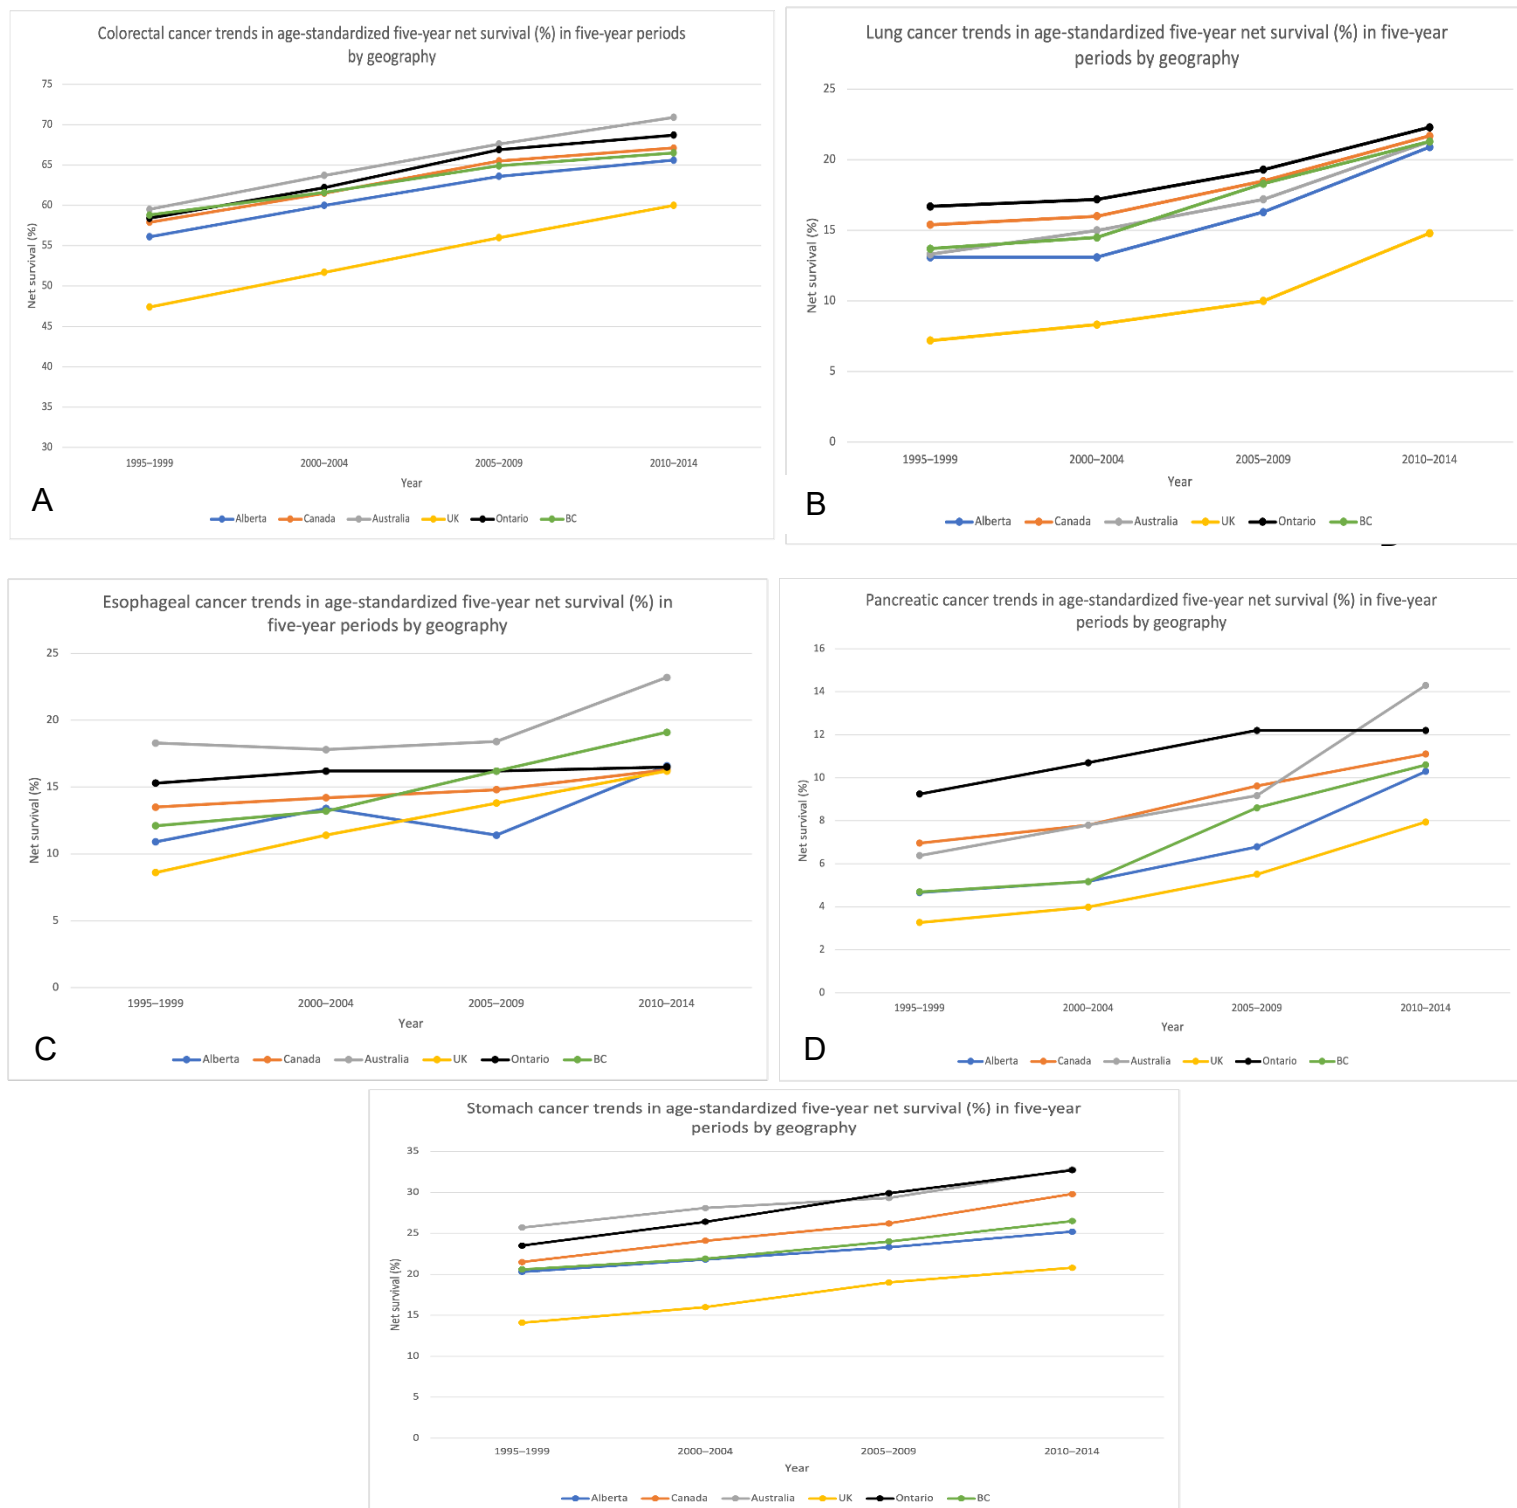 Colorectal cancer trends in age-standardized five-year net survival (%) in five-year periods
by geography
75
70
65
60
55
50
45
40
35
30
Net survival (%)
1995–1999 2000–2004 2005–2009 2010–2014
Year
A
Alberta Canada Australia UK Ontario BC
Lung cancer trends in age-standardized five-year net survival (%) in five-year
periods by geography
25
20
15
10
5
0
Net survival (%)
1995–1999 2000–2004 2005–2009 2010–2014
Year
B
Alberta Canada Australia UK Ontario BC
Esophageal cancer trends in age-standardized five-year net survival (%) in
five-year periods by geography
25
20
15
10
5
0
Net survival (%)
1995–1999 2000–2004 2005–2009 2010–2014
Year
C
Alberta Canada Australia UK Ontario BC
Pancreatic cancer trends in age-standardized five-year net survival (%) in five-year
periods by geography
16
14
12
10
8
6
4
2
0
Net survival (%)
1995–1999 2000–2004 2005–2009 2010–2014
Year
D
Alberta Canada Australia UK Ontario BC
Stomach cancer trends in age-standardized five-year net survival (%) in five-year
periods by geography
35
30
25
20
15
10
5
0
Net survival (%)
1995–1999 2000–2004 2005–2009 2010–2014
Year
Alberta Canada Australia UK Ontario BC